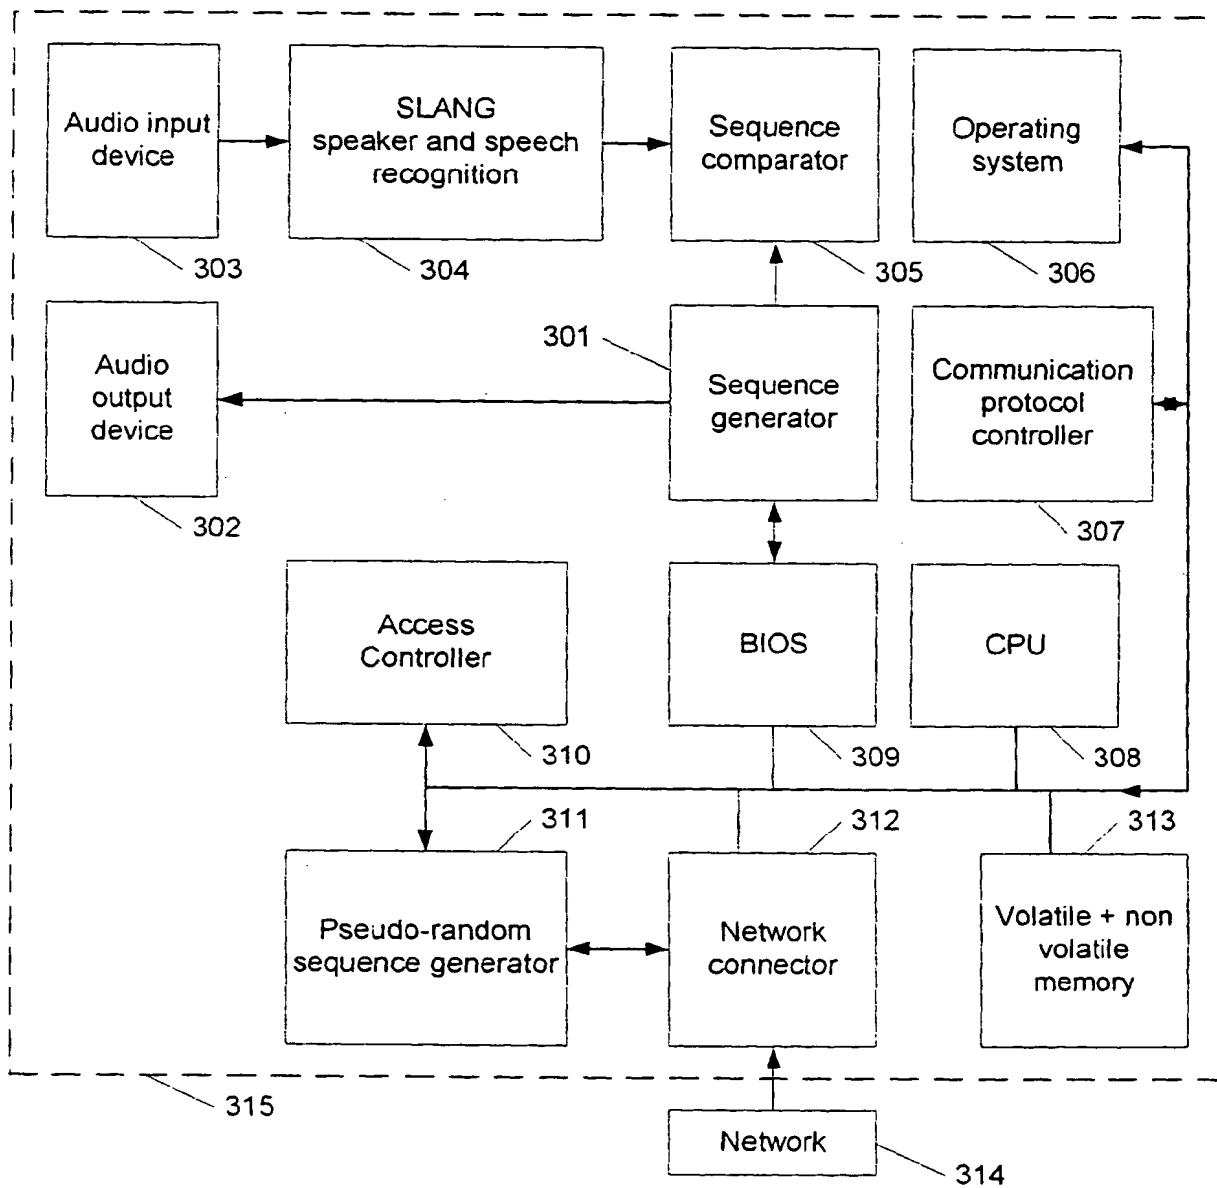 Audio input
device
SLANG
speaker and speech
recognition
Sequence
comparator
Operating
system
303
304
305
306
301
Audio
output
device
Sequence
generator
Communication
protocol
controller
302
307
Access
Controller
BIOS
CPU
310
309
308
311
312
313
Pseudo-random
sequence generator
Network
connector
Volatile + non
volatile
memory
315
Network
314